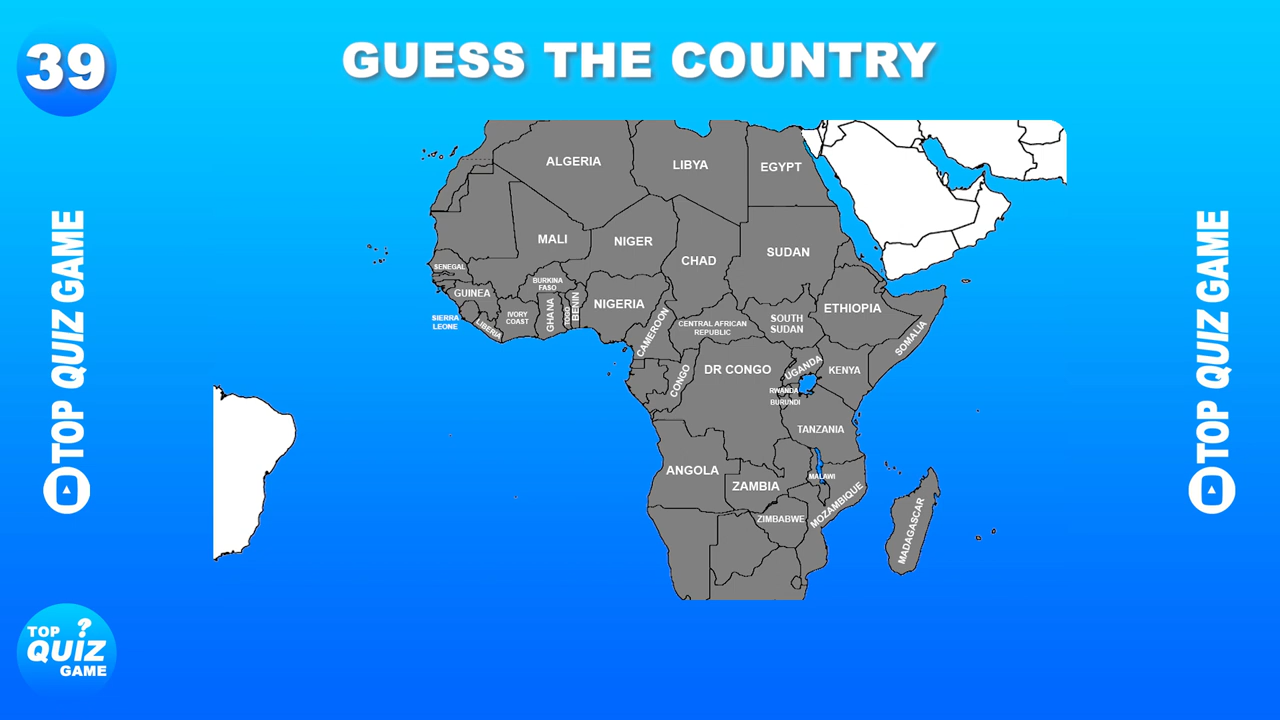 39
GUESS THE COUNTRY
TOP QUIZ GAME
TOP QUIZ GAME
ALGERIA
LIBYA
EGYPT
MALI
NIGER
CHAD
SUDAN
SENEGAL
GUINEA
BURKINA
FASO
SIERRA
LEONE
LIBERIA
IVORY
COAST
GHANA
TOGO
BENIN
NIGERIA
CAMEROON
CENTRAL AFRICAN
REPUBLIC
SOUTH
SUDAN
ETHIOPIA
SOMALIA
CONGO
DR CONGO
UGANDA
KENYA
RWANDA
BURUNDI
TANZANIA
ANGOLA
ZAMBIA
MALAWI
MOZAMBIQUE
ZIMBABWE
MADAGASCAR
TOP ?
QUIZ
GAME